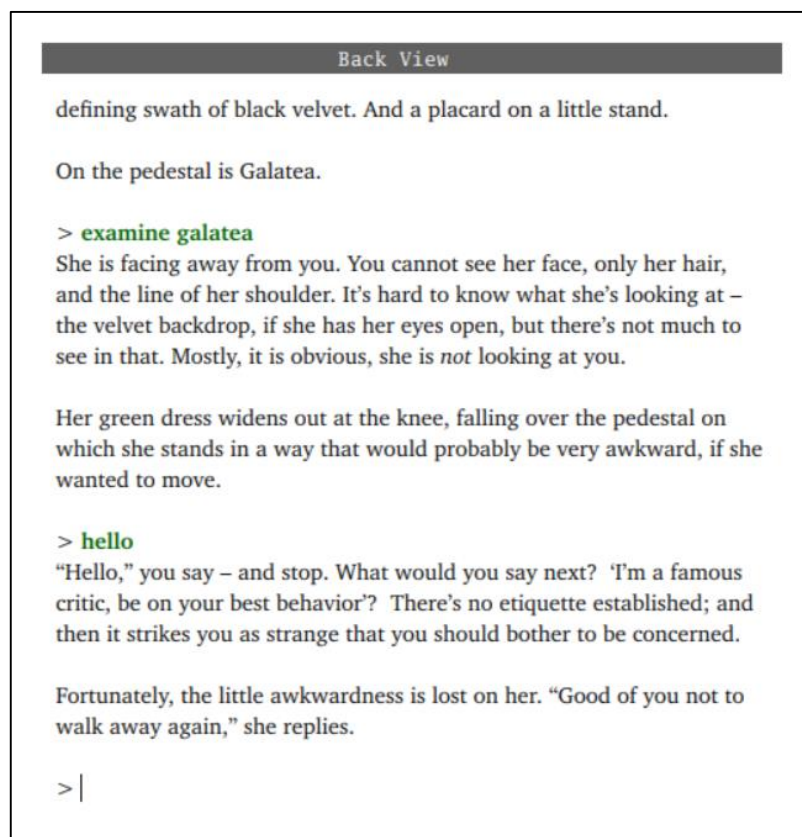 Back View
defining swath of black velvet. And a placard on a little stand.
On the pedestal is Galatea.
> examine galatea
She is facing away from you. You cannot see her face, only her hair,
and the line of her shoulder. It’s hard to know what she’s looking at –
the velvet backdrop, if she has her eyes open, but there’s not much to
see in that. Mostly, it is obvious, she is not looking at you.
Her green dress widens out at the knee, falling over the pedestal on
which she stands in a way that would probably be very awkward, if she
wanted to move.
> hello
“Hello,” you say – and stop. What would you say next?  ‘I’m a famous
critic, be on your best behavior’?  There’s no etiquette established; and
then it strikes you as strange that you should bother to be concerned.
Fortunately, the little awkwardness is lost on her. “Good of you not to
walk away again,” she replies.
>